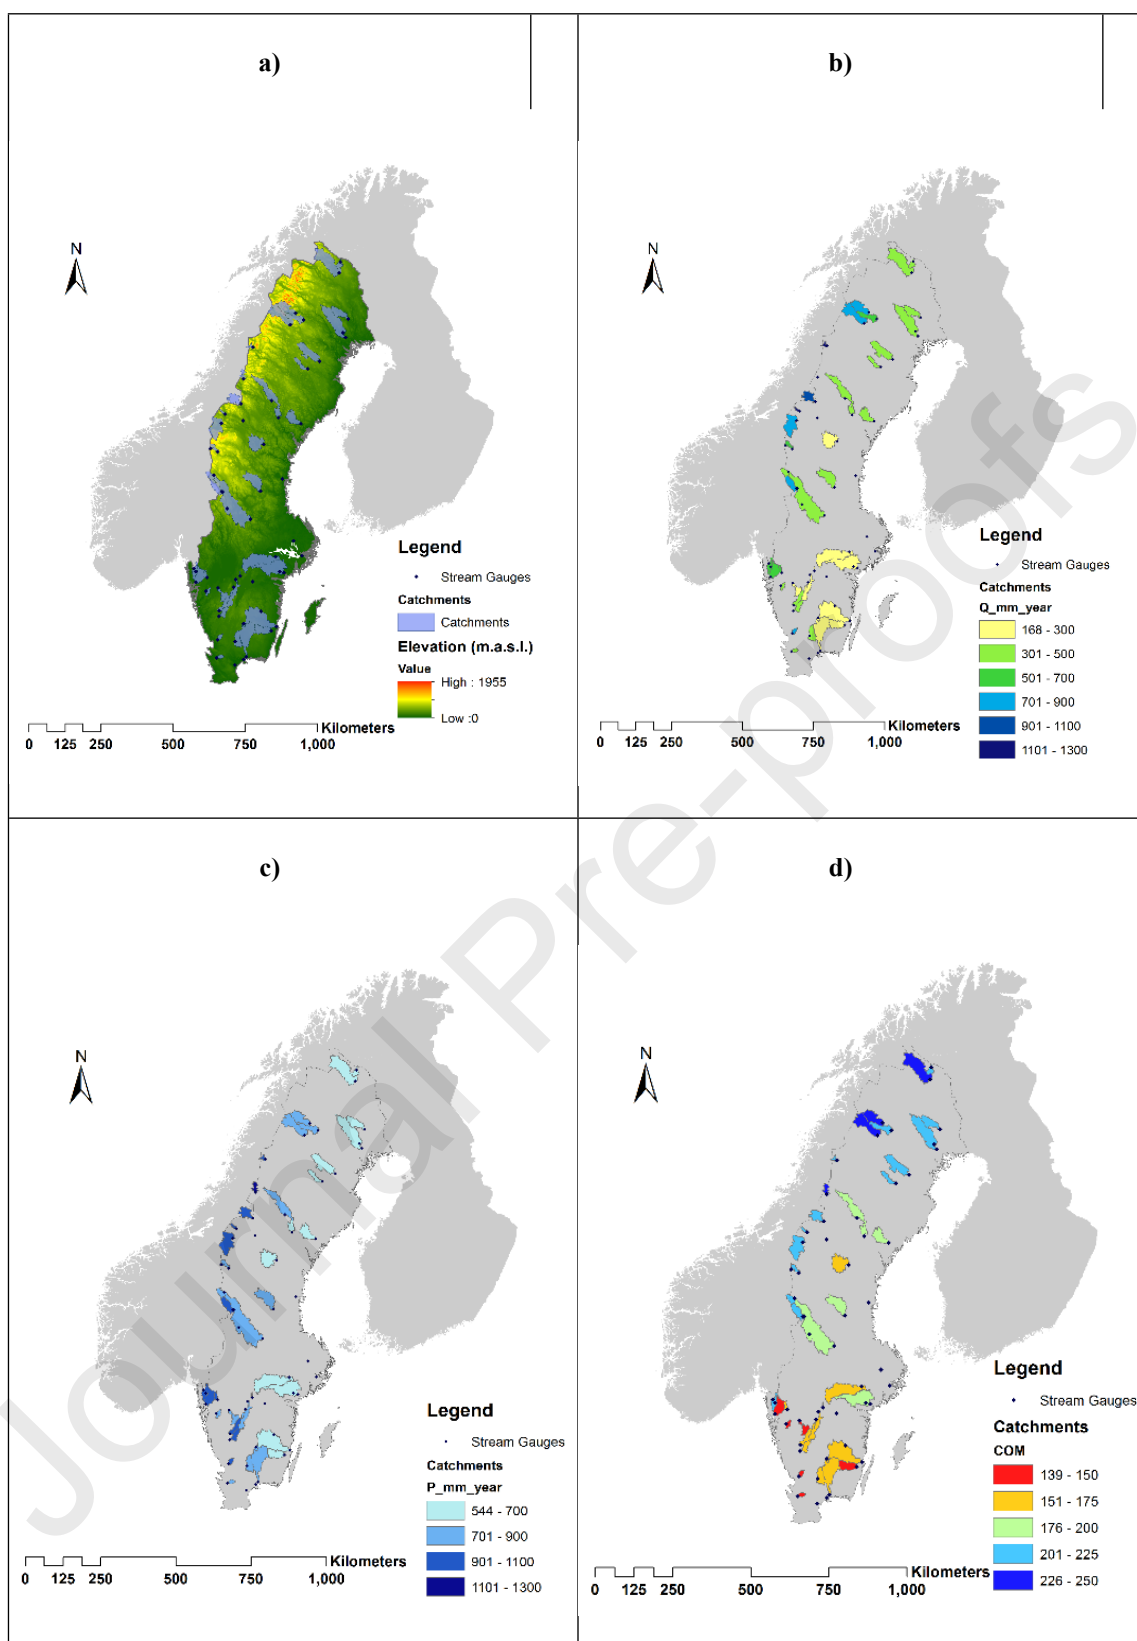 a)
N
Legend
Stream Gauges
Catchments
Catchments
Elevation (m.a.s.l.)
Value
High : 1955
Low :0
Kilometers
0 125 250 500 750 1,000
b)
N
Legend
Stream Gauges
Catchments
Q_mm_year
168 - 300
301 - 500
501 - 700
701 - 900
901 - 1100
1101 - 1300
Kilometers
0 125 250 500 750 1,000
c)
N
Legend
Stream Gauges
Catchments
P_mm_year
544 - 700
701 - 900
901 - 1100
1101 - 1300
Kilometers
0 125 250 500 750 1,000
d)
N
Legend
Stream Gauges
Catchments
COM
139 - 150
151 - 175
176 - 200
201 - 225
226 - 250
Kilometers
0 125 250 500 750 1,000
Journal Pre-proofs